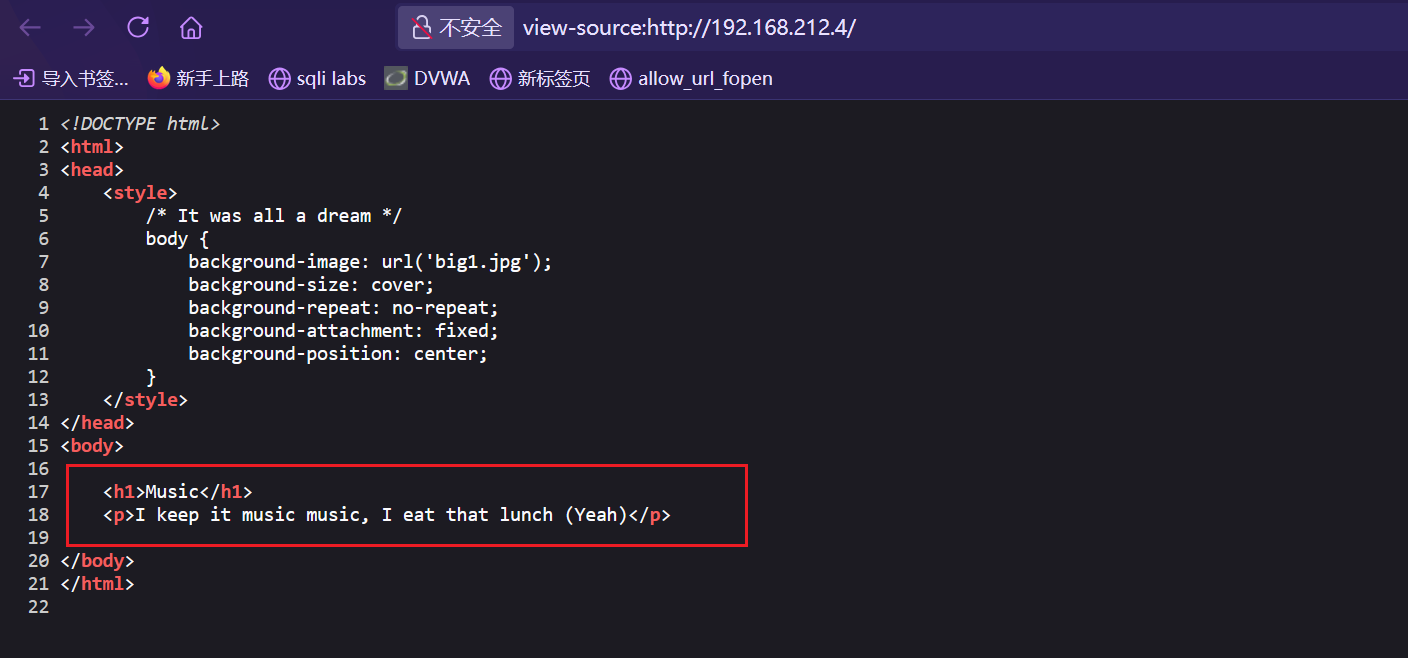 不安全 view-source:http://192.168.212.4/
导入书签... 新手上路 sqli labs DVWA 新标签页 allow_url_fopen
1 <!DOCTYPE html>
2 <html>
3 <head>
4     <style>
5         /* It was all a dream */
6         body {
7             background-image: url('big1.jpg');
8             background-size: cover;
9             background-repeat: no-repeat;
10             background-attachment: fixed;
11             background-position: center;
12         }
13     </style>
14 </head>
15 <body>
16
17     <h1>Music</h1>
18     <p>I keep it music music, I eat that lunch (Yeah)</p>
19
20 </body>
21 </html>
22